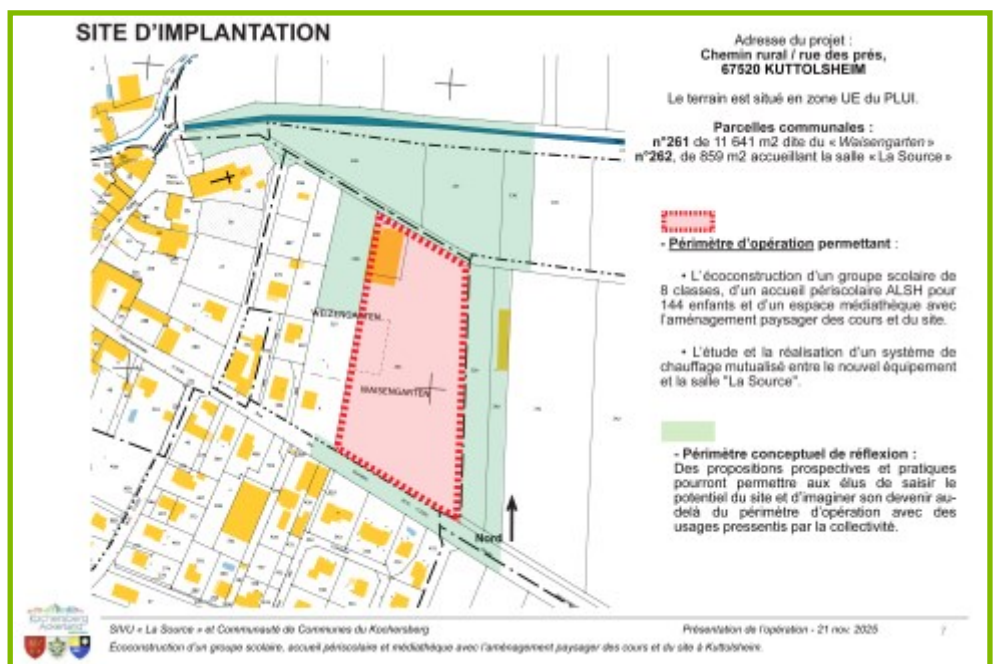 SITE D'IMPLANTATION
Adresse du projet :
Chemin rural / rue des prés,
67520 KUTTOLSHEIM
Le terrain est situé en zone UE du PLUI.
Parcelles communales :
n°261 de 11 641 m2 dite du « Waisengarten »
n°262, de 859 m2 accueillant la salle « La Source »
- Périmètre d'opération permettant :
• L'écoconstruction d'un groupe scolaire de
8 classes, d'un accueil périscolaire ALSH pour
144 enfants et d'un espace médiathèque avec
l'aménagement paysager des cours et du site.
• L'étude et la réalisation d'un système de
chauffage mutualisé entre le nouvel équipement
et la salle "La Source".
- Périmètre conceptuel de réflexion :
Des propositions prospectives et pratiques
pourront permettre aux élus de saisir le
potentiel du site et d'imaginer son devenir au-
delà du périmètre d'opération avec des
usages pressentis par la collectivité.
WEIZENGARTEN
WAISENGARTEN
Nord
Kochersberg
Ackerland
SIVU « La Source » et Communauté de Communes du Kochersberg
Présentation de l'opération - 21 nov. 2025
7
Ecoconstruction d'un groupe scolaire, accueil périscolaire et médiathèque avec l'aménagement paysager des cours et du site à Kuttolsheim.